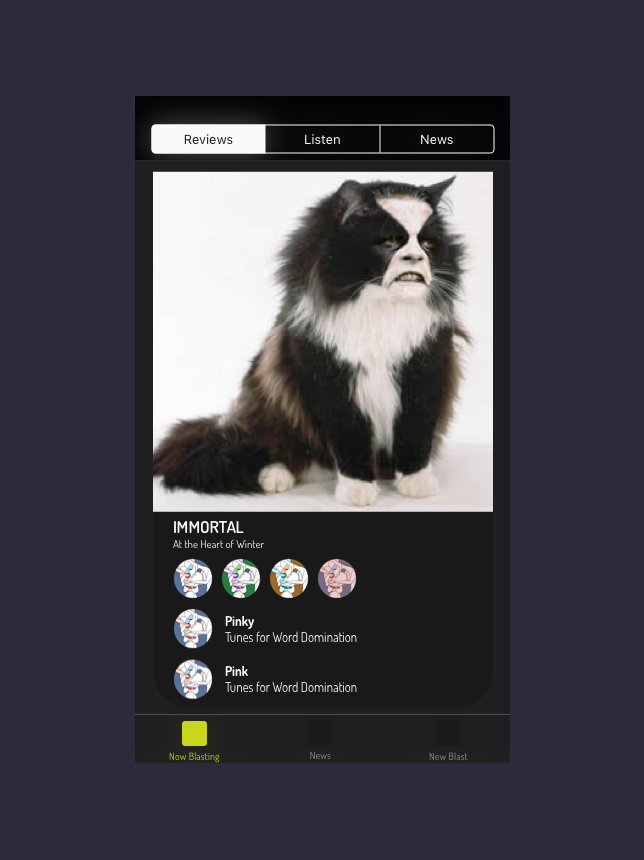 Reviews
Listen
News
IMMORTAL
At the Heart of Winter
Pinky
Tunes for Word Domination
Pink
Tunes for Word Domination
Now Blasting
News
New Blast